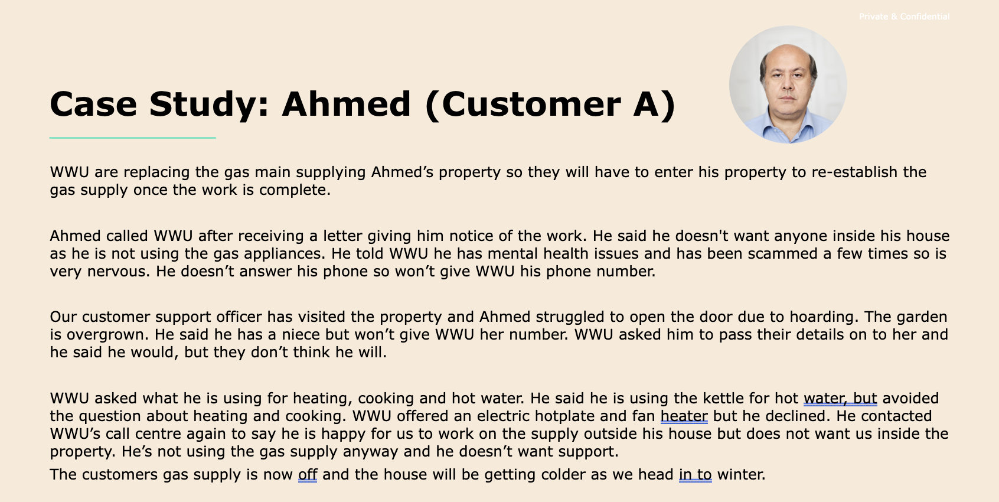 Private & Confidential
Case Study: Ahmed (Customer A)
WWU are replacing the gas main supplying Ahmed’s property so they will have to enter his property to re-establish the
gas supply once the work is complete.
Ahmed called WWU after receiving a letter giving him notice of the work. He said he doesn't want anyone inside his house
as he is not using the gas appliances. He told WWU he has mental health issues and has been scammed a few times so is
very nervous. He doesn’t answer his phone so won’t give WWU his phone number.
Our customer support officer has visited the property and Ahmed struggled to open the door due to hoarding. The garden
is overgrown. He said he has a niece but won’t give WWU her number. WWU asked him to pass their details on to her and
he said he would, but they don’t think he will.
WWU asked what he is using for heating, cooking and hot water. He said he is using the kettle for hot water, but avoided
the question about heating and cooking. WWU offered an electric hotplate and fan heater but he declined. He contacted
WWU’s call centre again to say he is happy for us to work on the supply outside his house but does not want us inside the
property. He’s not using the gas supply anyway and he doesn’t want support.
The customers gas supply is now off and the house will be getting colder as we head in to winter.